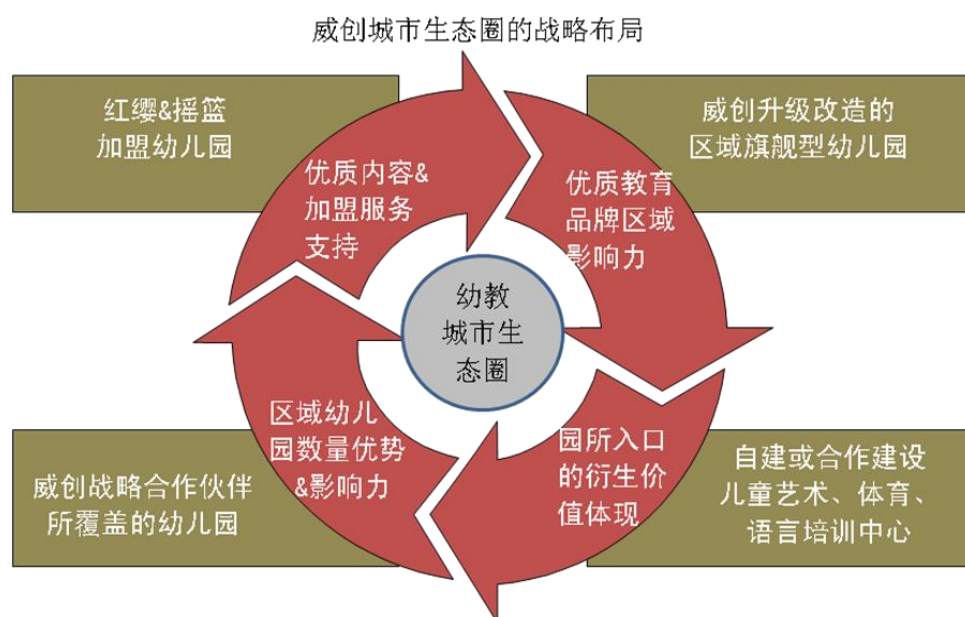 威创城市生态圈的战略布局
红缨&摇篮
加盟幼儿园
威创升级改造的
区域旗舰型幼儿园
优质内容&
加盟服务
支持
优质教育
品牌区域
影响力
幼教
城市生
态圈
区域幼儿
园数量优势
&影响力
园所入口
的衍生价
值体现
威创战略合作伙伴
所覆盖的幼儿园
自建或合作建设
儿童艺术、体育、
语言培训中心